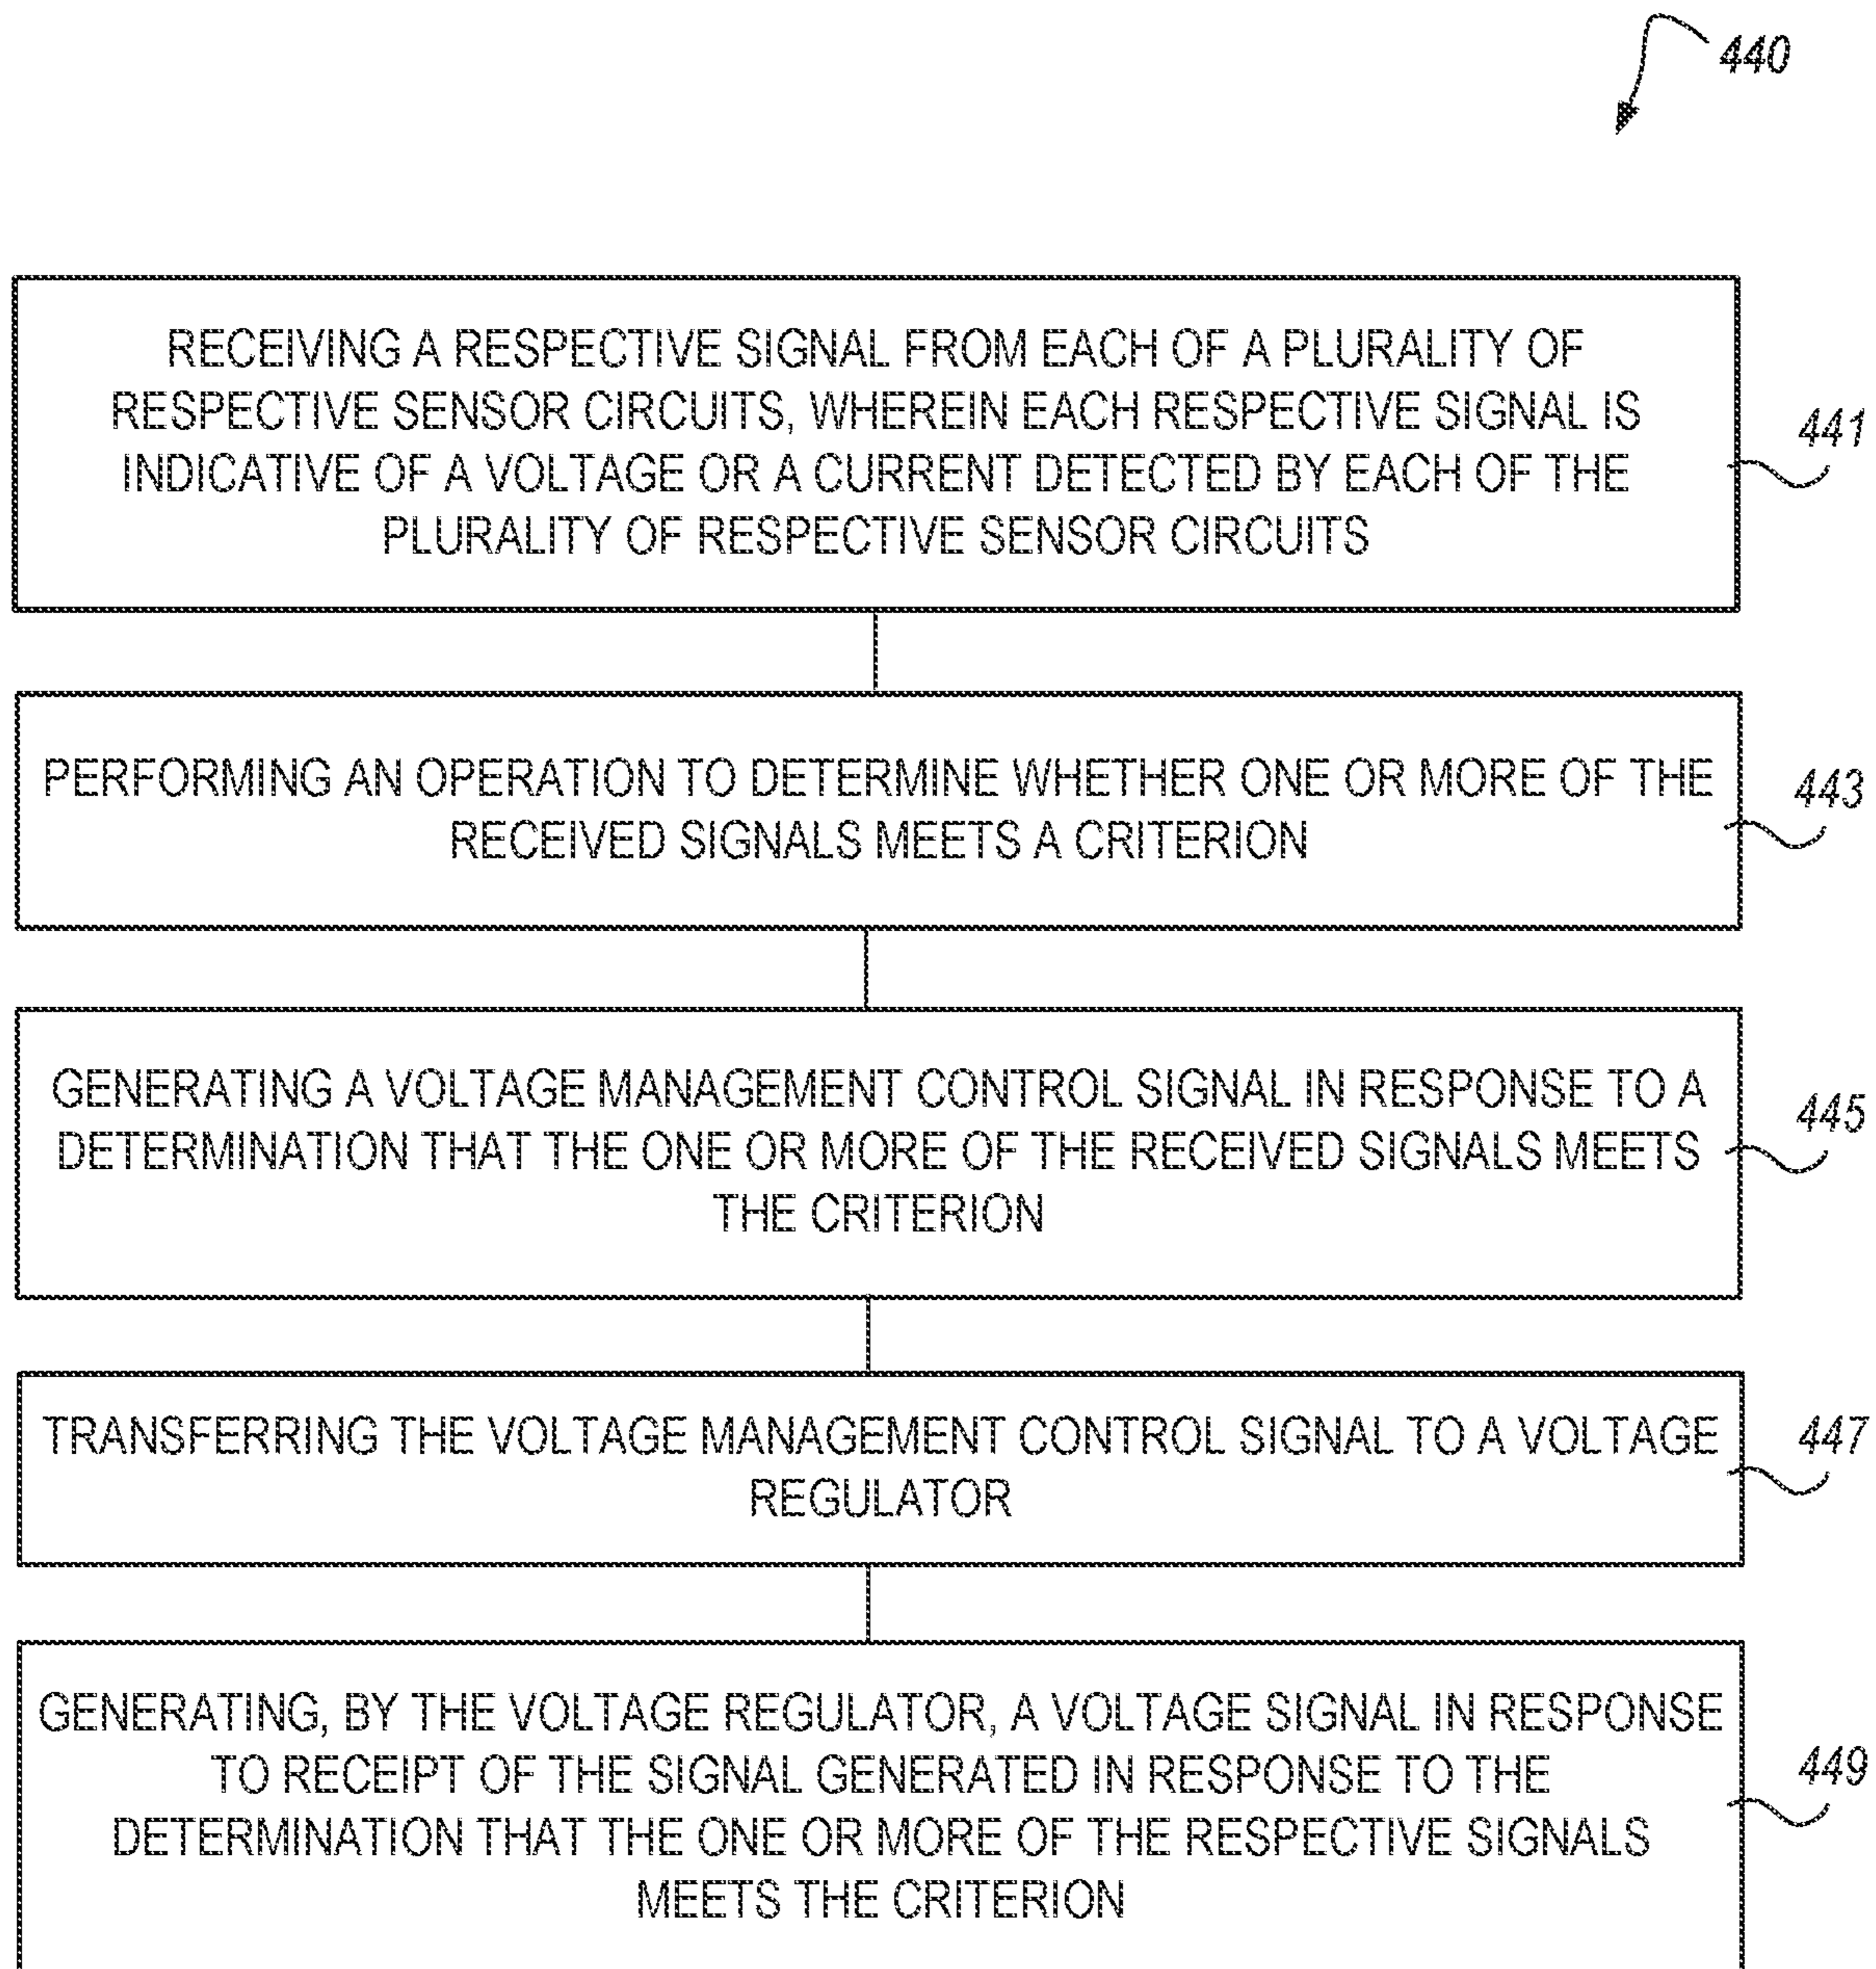 440
RECEIVING A RESPECTIVE SIGNAL FROM EACH OF A PLURALITY OF
RESPECTIVE SENSOR CIRCUITS, WHEREIN EACH RESPECTIVE SIGNAL IS
INDICATIVE OF A VOLTAGE OR A CURRENT DETECTED BY EACH OF THE
PLURALITY OF RESPECTIVE SENSOR CIRCUITS
441
PERFORMING AN OPERATION TO DETERMINE WHETHER ONE OR MORE OF THE
RECEIVED SIGNALS MEETS A CRITERION
443
GENERATING A VOLTAGE MANAGEMENT CONTROL SIGNAL IN RESPONSE TO A
DETERMINATION THAT THE ONE OR MORE OF THE RECEIVED SIGNALS MEETS
THE CRITERION
445
TRANSFERRING THE VOLTAGE MANAGEMENT CONTROL SIGNAL TO A VOLTAGE
REGULATOR
447
GENERATING, BY THE VOLTAGE REGULATOR, A VOLTAGE SIGNAL IN RESPONSE
TO RECEIPT OF THE SIGNAL GENERATED IN RESPONSE TO THE
DETERMINATION THAT THE ONE OR MORE OF THE RESPECTIVE SIGNALS
MEETS THE CRITERION
449